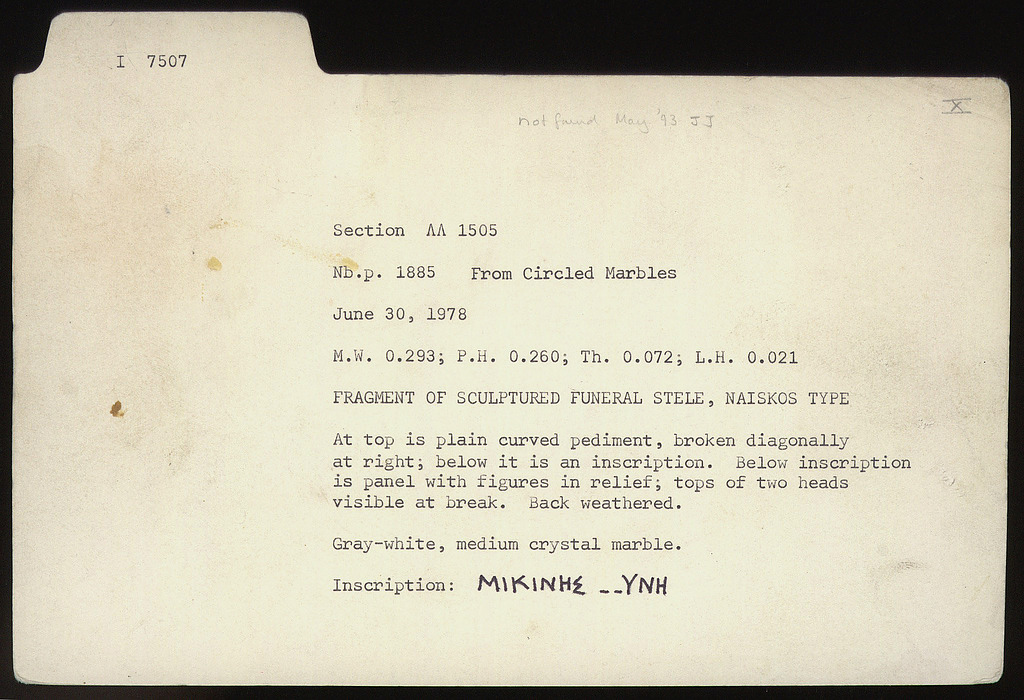 I 7507
X
not found May '93 JJ
Section ΛΛ 1505
Nb.p. 1885 From Circled Marbles
June 30, 1978
M.W. 0.293; P.H. 0.260; Th. 0.072; L.H. 0.021
FRAGMENT OF SCULPTURED FUNERAL STELE, NAISKOS TYPE
At top is plain curved pediment, broken diagonally
at right; below it is an inscription. Below inscription
is panel with figures in relief; tops of two heads
visible at break. Back weathered.
Gray-white, medium crystal marble.
Inscription: ΜΙΚΙΝΗΣ __ΥΝΗ